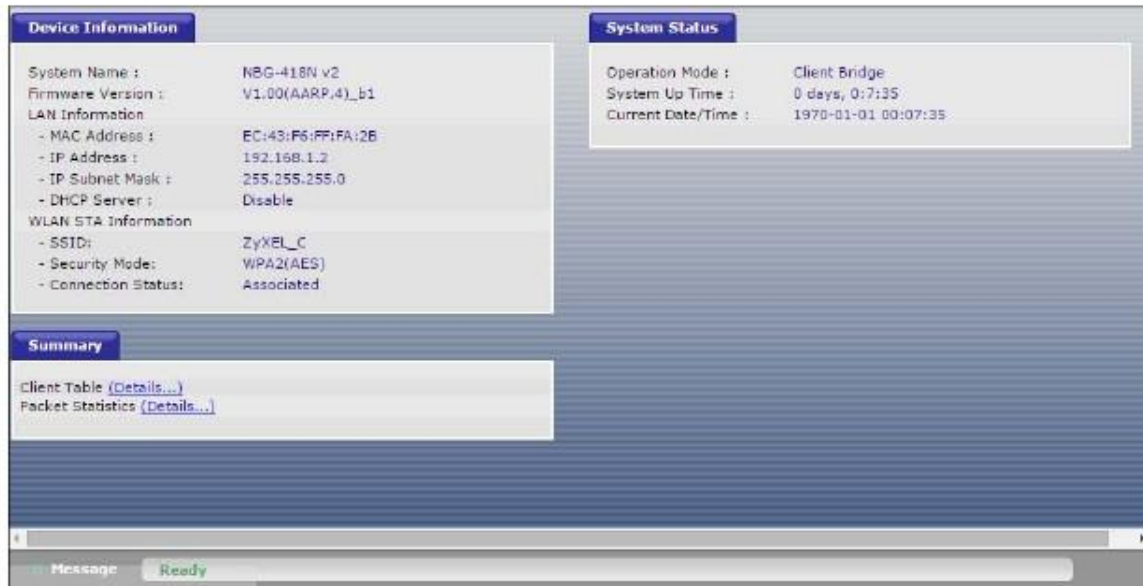 Device Information
System Name : NBG-418N v2
Firmware Version : V1.00(AARP.4)_b1
LAN Information
- MAC Address : EC:43:F6:FF:FA:2B
- IP Address : 192.168.1.2
- IP Subnet Mask : 255.255.255.0
- DHCP Server : Disable
WLAN STA Information
- SSID: ZyXEL_C
- Security Mode: WPA2(AES)
- Connection Status: Associated
Summary
Client Table (Details...)
Packet Statistics (Details...)
System Status
Operation Mode : Client Bridge
System Up Time : 0 days, 0:7:35
Current Date/Time : 1970-01-01 00:07:35
Message Ready